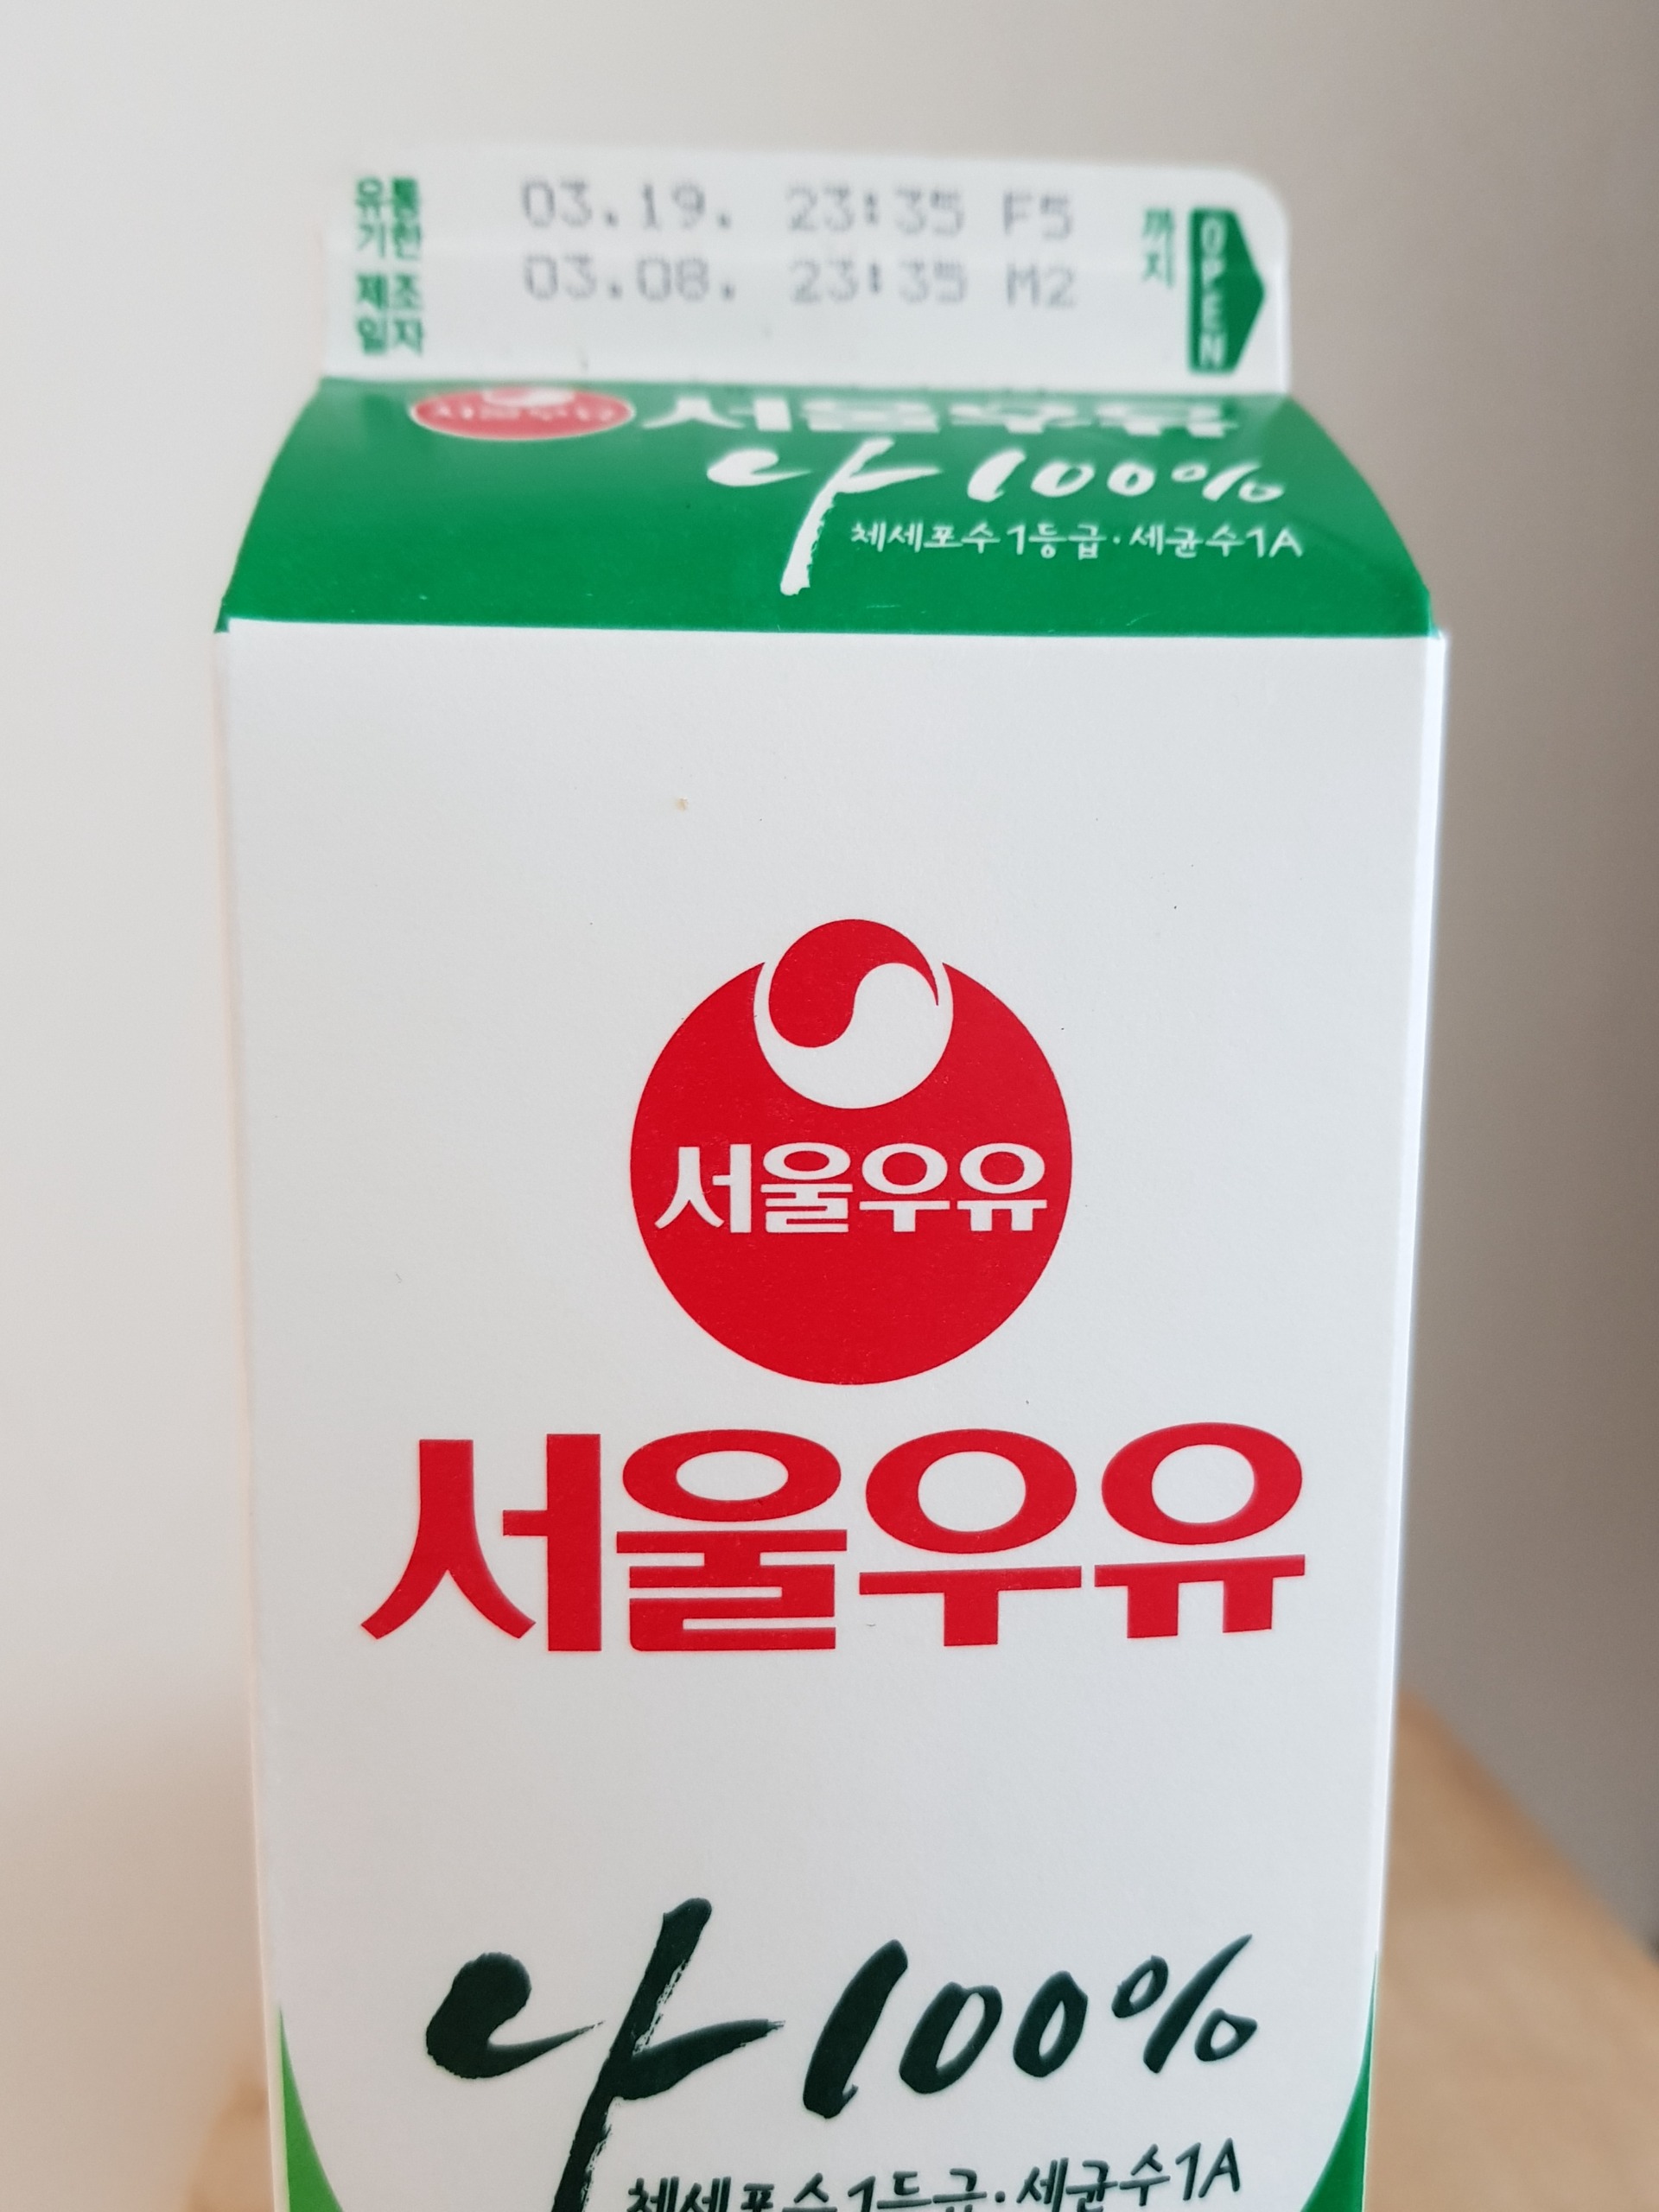 유통
기한
03.19. 23:35 F5
까지
OPEN
제조
일자
03.08. 23:35 M2
서울우유
서울우유
나100%
체세포수1등급·세균수1A
서울우유
서울우유
나100%
체세포수1등급·세균수1A